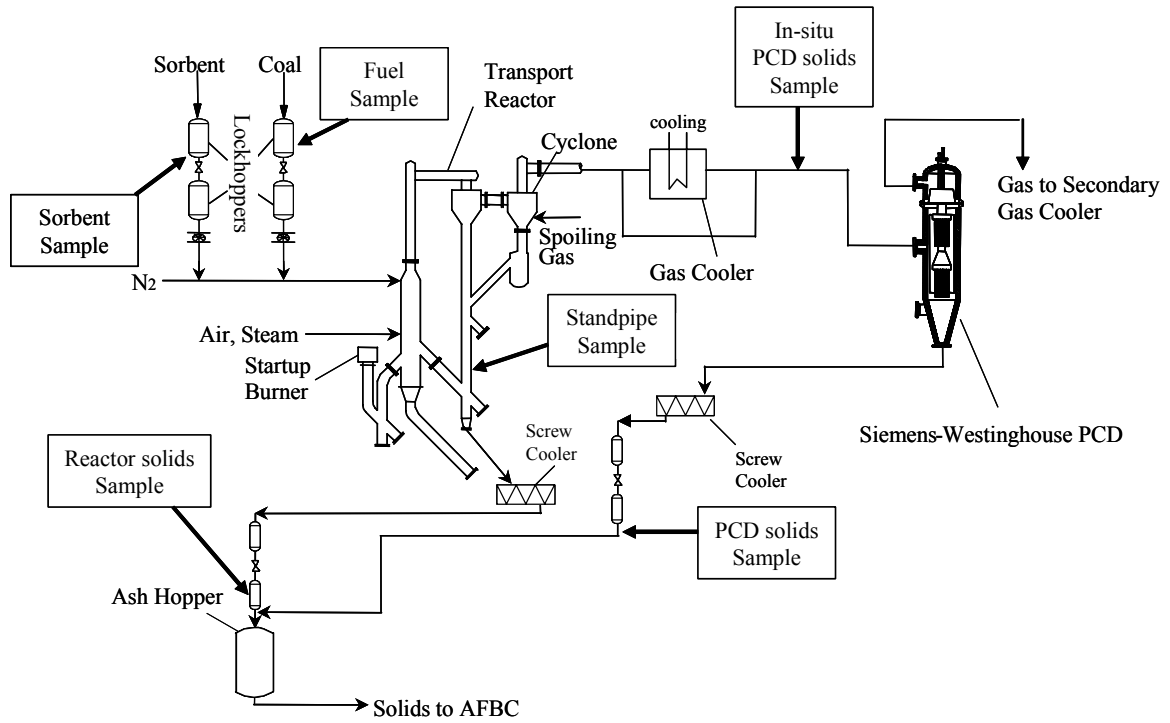 In-situ
PCD solids
Sample
Sorbent
Coal
Fuel
Sample
Transport
Reactor
Lockhoppers
cooling
Cyclone
Sorbent
Sample
Gas to Secondary
Gas Cooler
Spoiling
Gas
Gas Cooler
N2
Standpipe
Sample
Air, Steam
Startup
Burner
Siemens-Westinghouse PCD
Screw
Cooler
Reactor solids
Sample
Screw
Cooler
PCD solids
Sample
Ash Hopper
Solids to AFBC